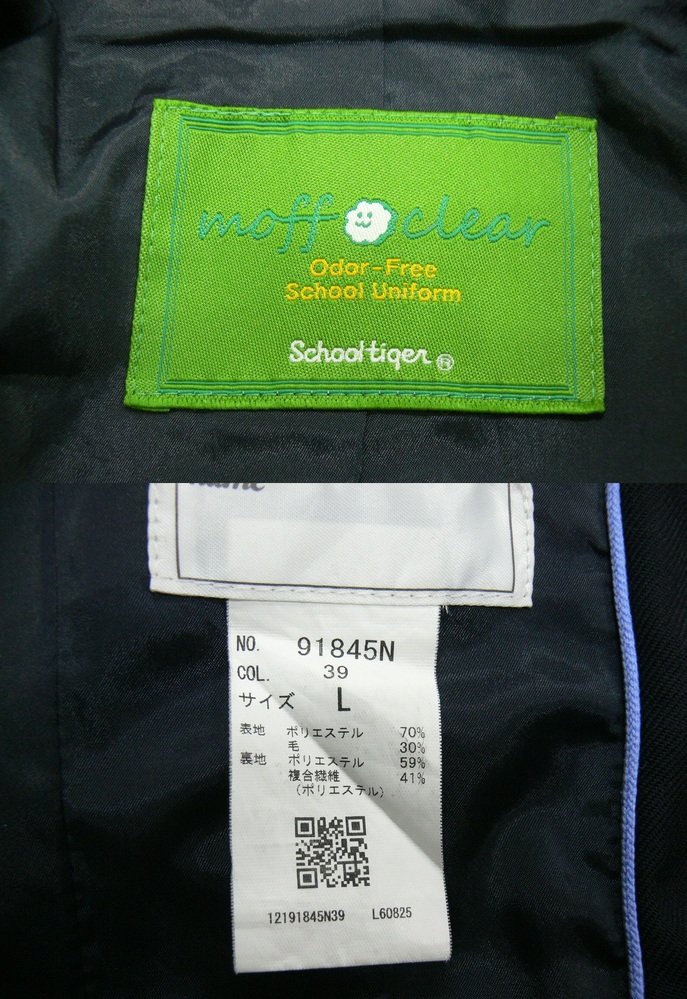 moff clear
Odor-Free
School Uniform
Schooltiger®
NO. 91845N
COL. 39
サイズ L
表地 ポリエステル 70%
毛 30%
裏地 ポリエステル 59%
複合繊維 41%
(ポリエステル)
12191845N39 L60825